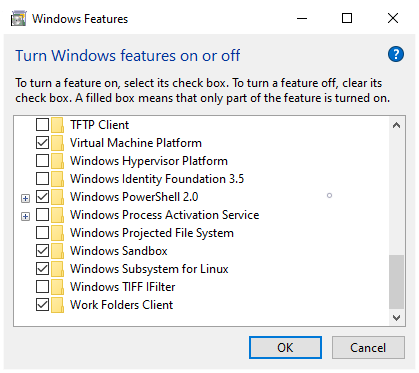 Windows Features
Turn Windows features on or off
?
To turn a feature on, select its check box. To turn a feature off, clear its
check box. A filled box means that only part of the feature is turned on.
TFTP Client
Virtual Machine Platform
Windows Hypervisor Platform
Windows Identity Foundation 3.5
Windows PowerShell 2.0
Windows Process Activation Service
Windows Projected File System
Windows Sandbox
Windows Subsystem for Linux
Windows TIFF IFilter
Work Folders Client
OK Cancel